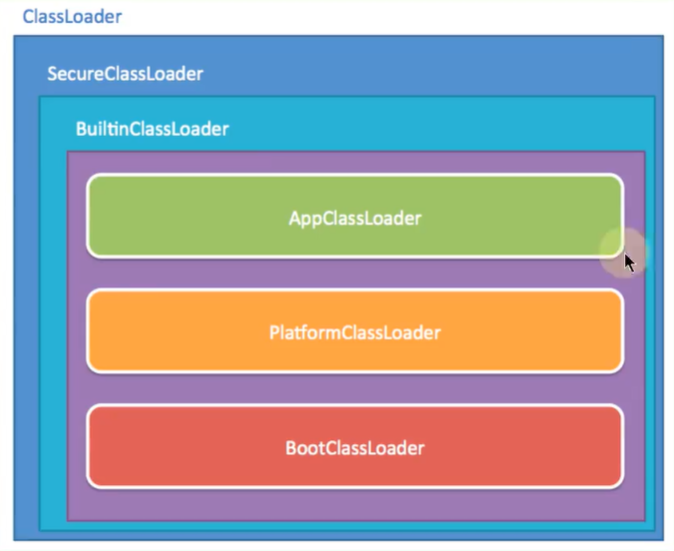 ClassLoader
SecureClassLoader
BuiltinClassLoader
AppClassLoader
PlatformClassLoader
BootClassLoader